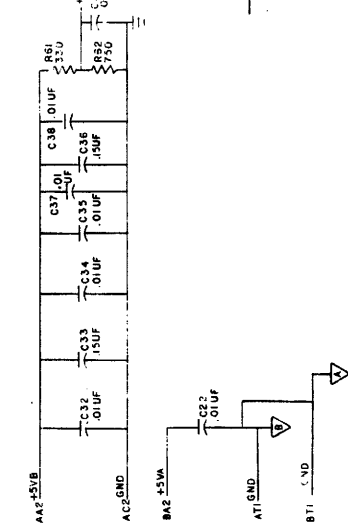 AA2 +5VB
AC2 GND
C32
.01UF
C33
.15UF
C34
.01UF
C35
.01UF
C37
.01
UF
C36
.15UF
C38
.01UF
R61
330
R62
750
BA2 +5VA
C22
.01UF
AT1 GND
BT1 GND
B
A